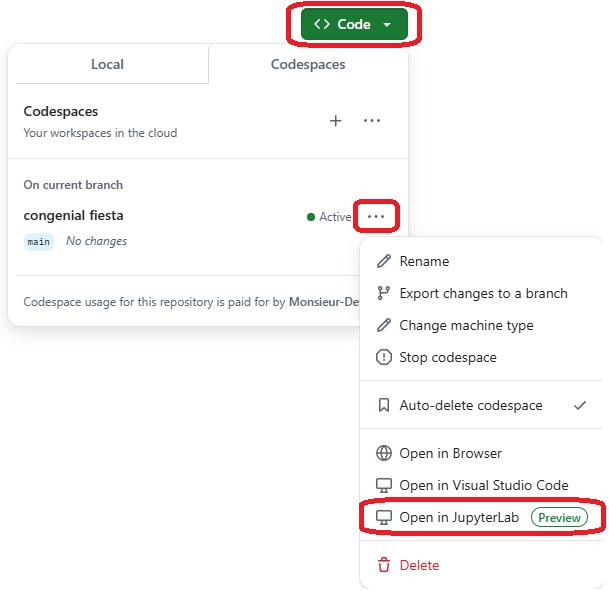 Code
Local Codespaces
Codespaces
Your workspaces in the cloud
On current branch
congenial fiesta Active
main No changes
Codespace usage for this repository is paid for by Monsieur-De
Rename
Export changes to a branch
Change machine type
Stop codespace
Auto-delete codespace
Open in Browser
Open in Visual Studio Code
Open in JupyterLab Preview
Delete